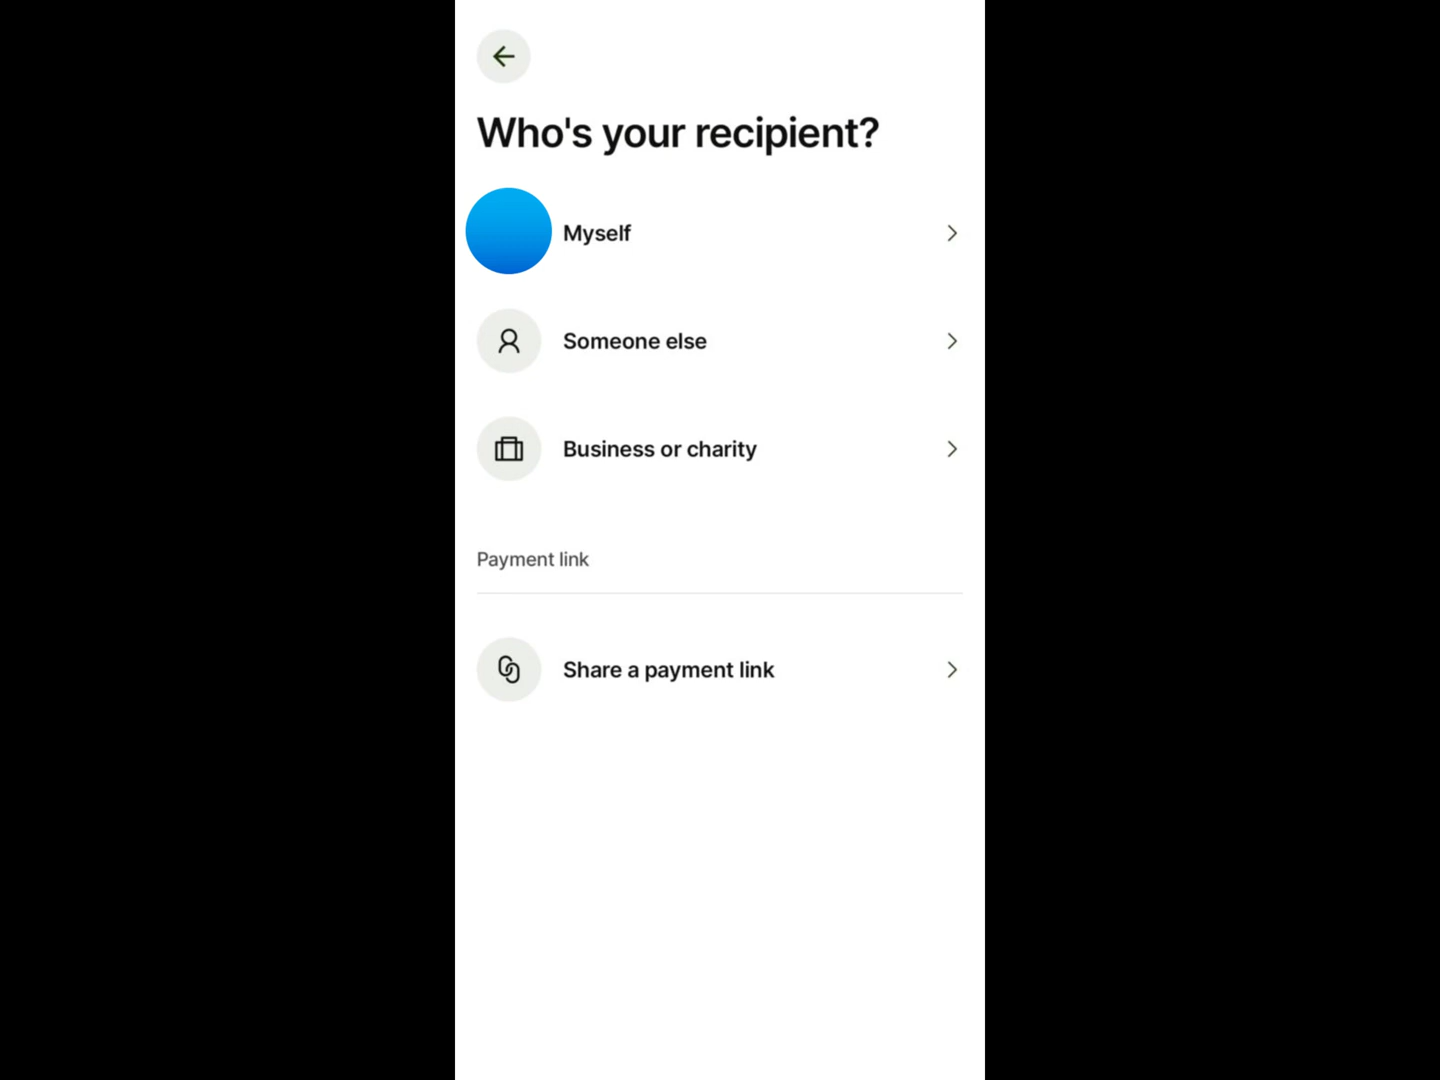 Who's your recipient?
Myself
Someone else
Business or charity
Payment link
Share a payment link